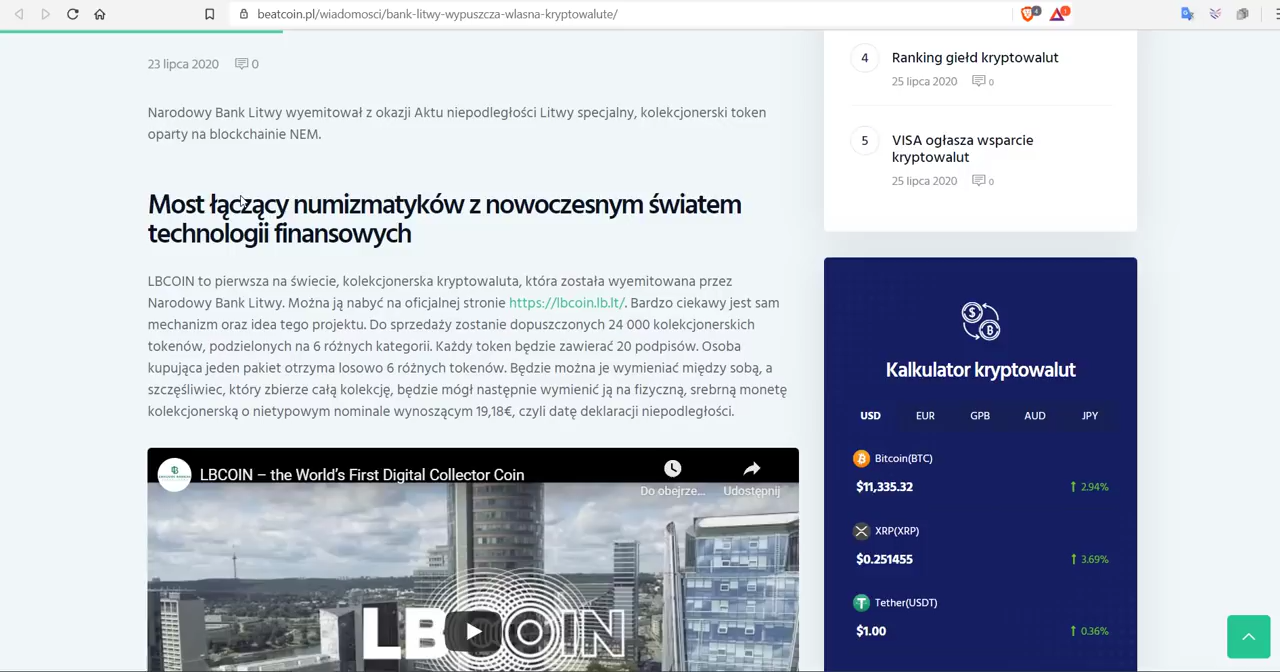 beatcoin.pl/wiadomosci/bank-litwy-wypuszcza-wlasna-kryptowalute/
4
1
23 lipca 2020 0
Narodowy Bank Litwy wyemitował z okazji Aktu niepodległości Litwy specjalny, kolekcjonerski token
oparty na blockchainie NEM.
Most łączący numizmatyków z nowoczesnym światem
technologii finansowych
LBCOIN to pierwsza na świecie, kolekcjonerska kryptowaluta, która została wyemitowana przez
Narodowy Bank Litwy. Można ją nabyć na oficjalnej stronie https://lbcoin.lb.lt/. Bardzo ciekawy jest sam
mechanizm oraz idea tego projektu. Do sprzedaży zostanie dopuszczonych 24 000 kolekcjonerskich
tokenów, podzielonych na 6 różnych kategorii. Każdy token będzie zawierać 20 podpisów. Osoba
kupująca jeden pakiet otrzyma losowo 6 różnych tokenów. Będzie można je wymieniać między sobą, a
szczęśliwiec, który zbierze całą kolekcję, będzie mógł następnie wymienić ją na fizyczną, srebrną monetę
kolekcjonerską o nietypowym nominale wynoszącym 19,18€, czyli datę deklaracji niepodległości.
LBCOIN – the World's First Digital Collector Coin
Do obejrze...
Udostępnij
LBCOIN
4
Ranking giełd kryptowalut
25 lipca 2020 0
5
VISA ogłasza wsparcie
kryptowalut
25 lipca 2020 0
Kalkulator kryptowalut
USD EUR GPB AUD JPY
Bitcoin(BTC)
$11,335.32 ↑ 2.94%
XRP(XRP)
$0.251455 ↑ 3.69%
Tether(USDT)
$1.00 ↑ 0.36%